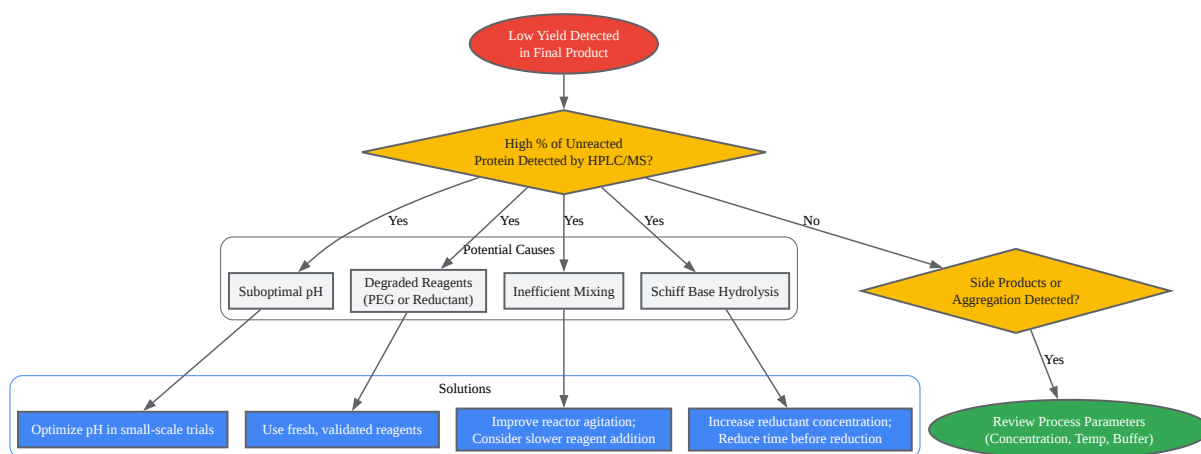 Low Yield Detected
in Final Product
High % of Unreacted
Protein Detected by HPLC/MS?
Yes
Yes
Yes
Yes
No
Potential Causes
Suboptimal pH
Degraded Reagents
(PEG or Reductant)
Inefficient Mixing
Schiff Base Hydrolysis
Side Products or
Aggregation Detected?
Yes
Solutions
Optimize pH in small-scale trials
Use fresh, validated reagents
Improve reactor agitation;
Consider slower reagent addition
Increase reductant concentration;
Reduce time before reduction
Review Process Parameters
(Concentration, Temp, Buffer)